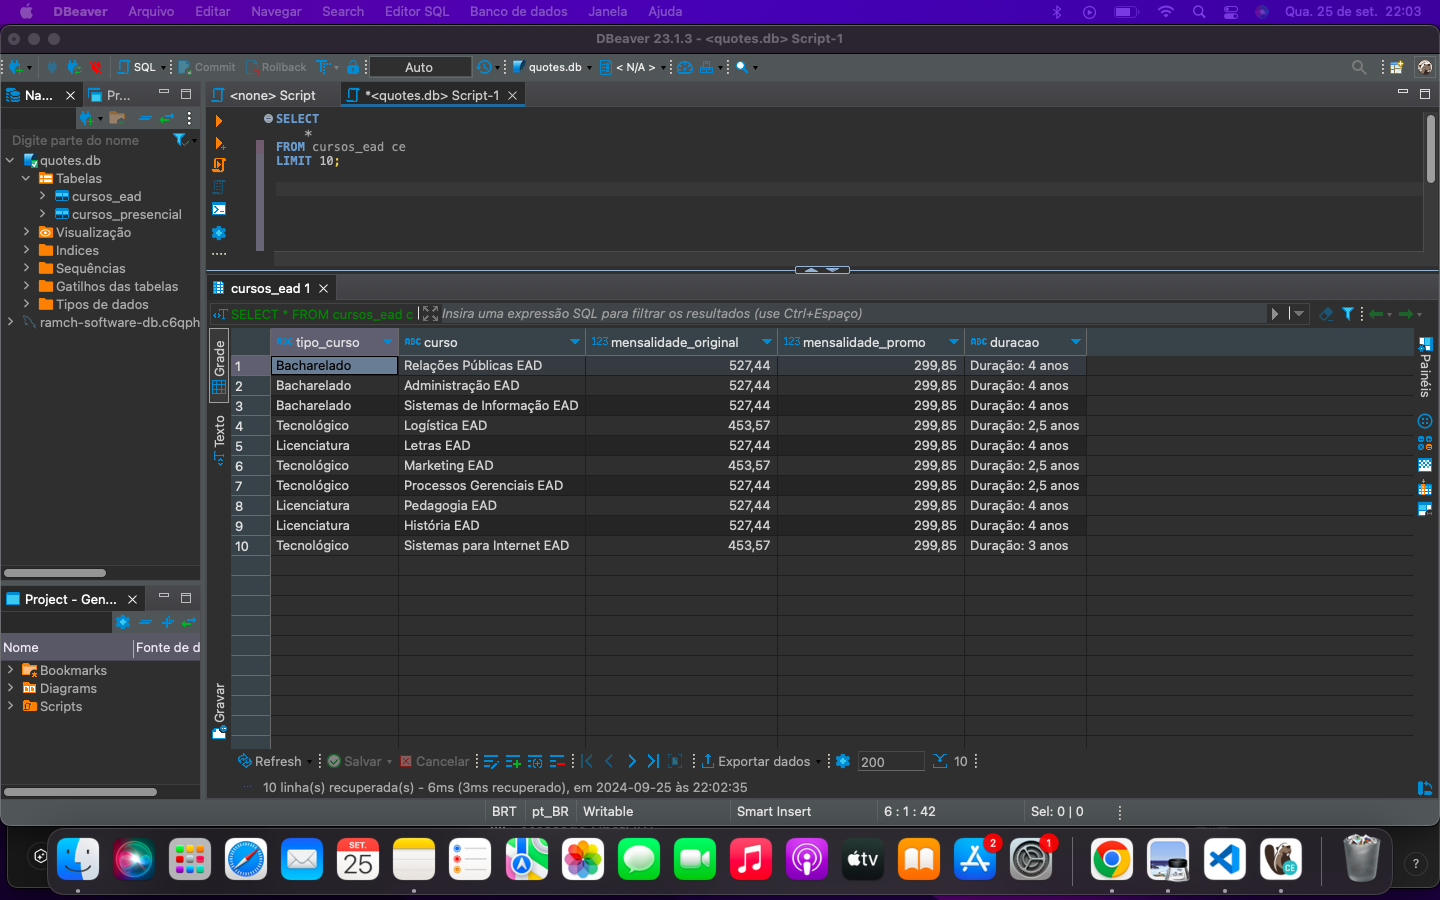 DBeaver Arquivo Editar Navegar Search Editor SQL Banco de dados Janela Ajuda Qua. 25 de set. 22:03
DBeaver 23.1.3 - <quotes.db> Script-1
SQL Commit Rollback Auto quotes.db < N/A >
Na... Pr... <none> Script *<quotes.db> Script-1
Digite parte do nome
quotes.db
Tabelas
cursos_ead
cursos_presencial
Visualização
Indices
Sequências
Gatilhos das tabelas
Tipos de dados
ramch-software-db.c6qph
SELECT
*
FROM cursos_ead ce
LIMIT 10;
cursos_ead 1
SELECT * FROM cursos_ead c Insira uma expressão SQL para filtrar os resultados (use Ctrl+Espaço)
Grade
Texto
Gravar
Painéis
ABC tipo_curso ABC curso 123 mensalidade_original 123 mensalidade_promo ABC duracao
1 Bacharelado Relações Públicas EAD 527,44 299,85 Duração: 4 anos
2 Bacharelado Administração EAD 527,44 299,85 Duração: 4 anos
3 Bacharelado Sistemas de Informação EAD 527,44 299,85 Duração: 4 anos
4 Tecnológico Logística EAD 453,57 299,85 Duração: 2,5 anos
5 Licenciatura Letras EAD 527,44 299,85 Duração: 4 anos
6 Tecnológico Marketing EAD 453,57 299,85 Duração: 2,5 anos
7 Tecnológico Processos Gerenciais EAD 527,44 299,85 Duração: 2,5 anos
8 Licenciatura Pedagogia EAD 527,44 299,85 Duração: 4 anos
9 Licenciatura História EAD 527,44 299,85 Duração: 4 anos
10 Tecnológico Sistemas para Internet EAD 453,57 299,85 Duração: 3 anos
Project - Gen...
Nome Fonte de d
Bookmarks
Diagrams
Scripts
Refresh Salvar Cancelar Exportar dados 200 10
10 linha(s) recuperada(s) - 6ms (3ms recuperado), em 2024-09-25 às 22:02:35
BRT pt_BR Writable Smart Insert 6 : 1 : 42 Sel: 0 | 0
SET.
25
tv
2
1
CE
?